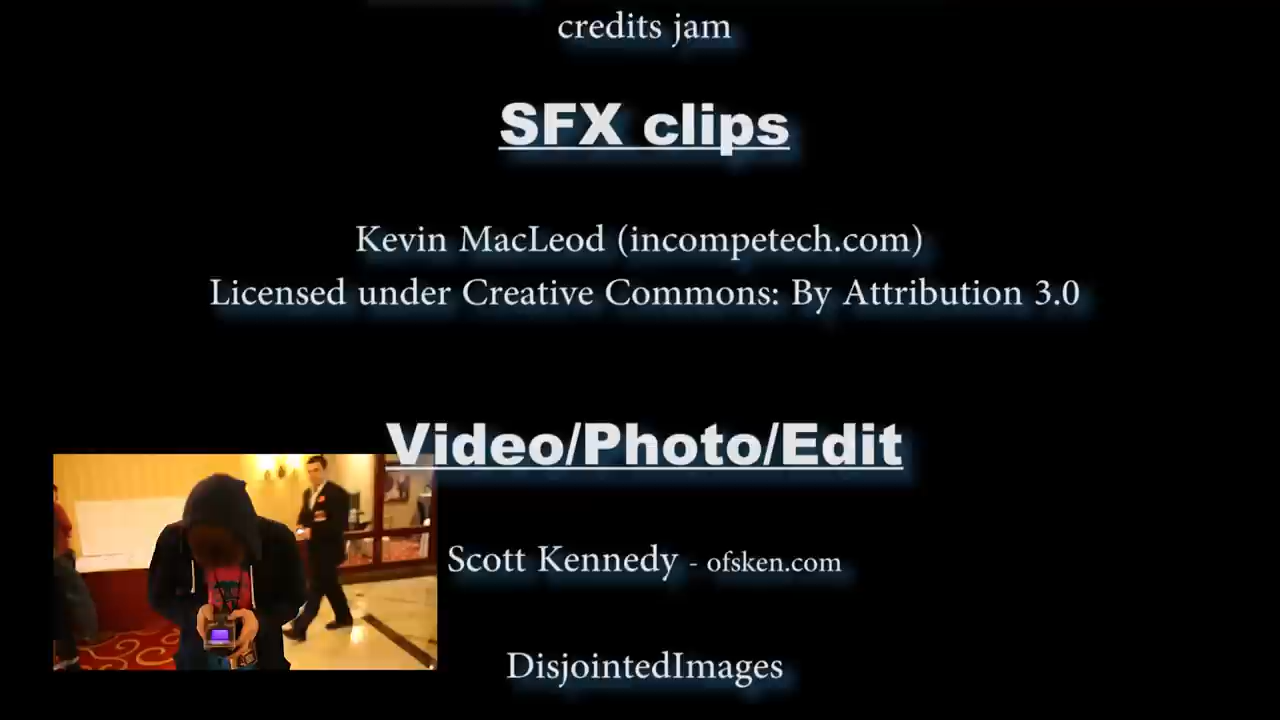 credits jam
SFX clips
Kevin MacLeod (incompetech.com)
Licensed under Creative Commons: By Attribution 3.0
Video/Photo/Edit
Scott Kennedy - ofsken.com
DisjointedImages